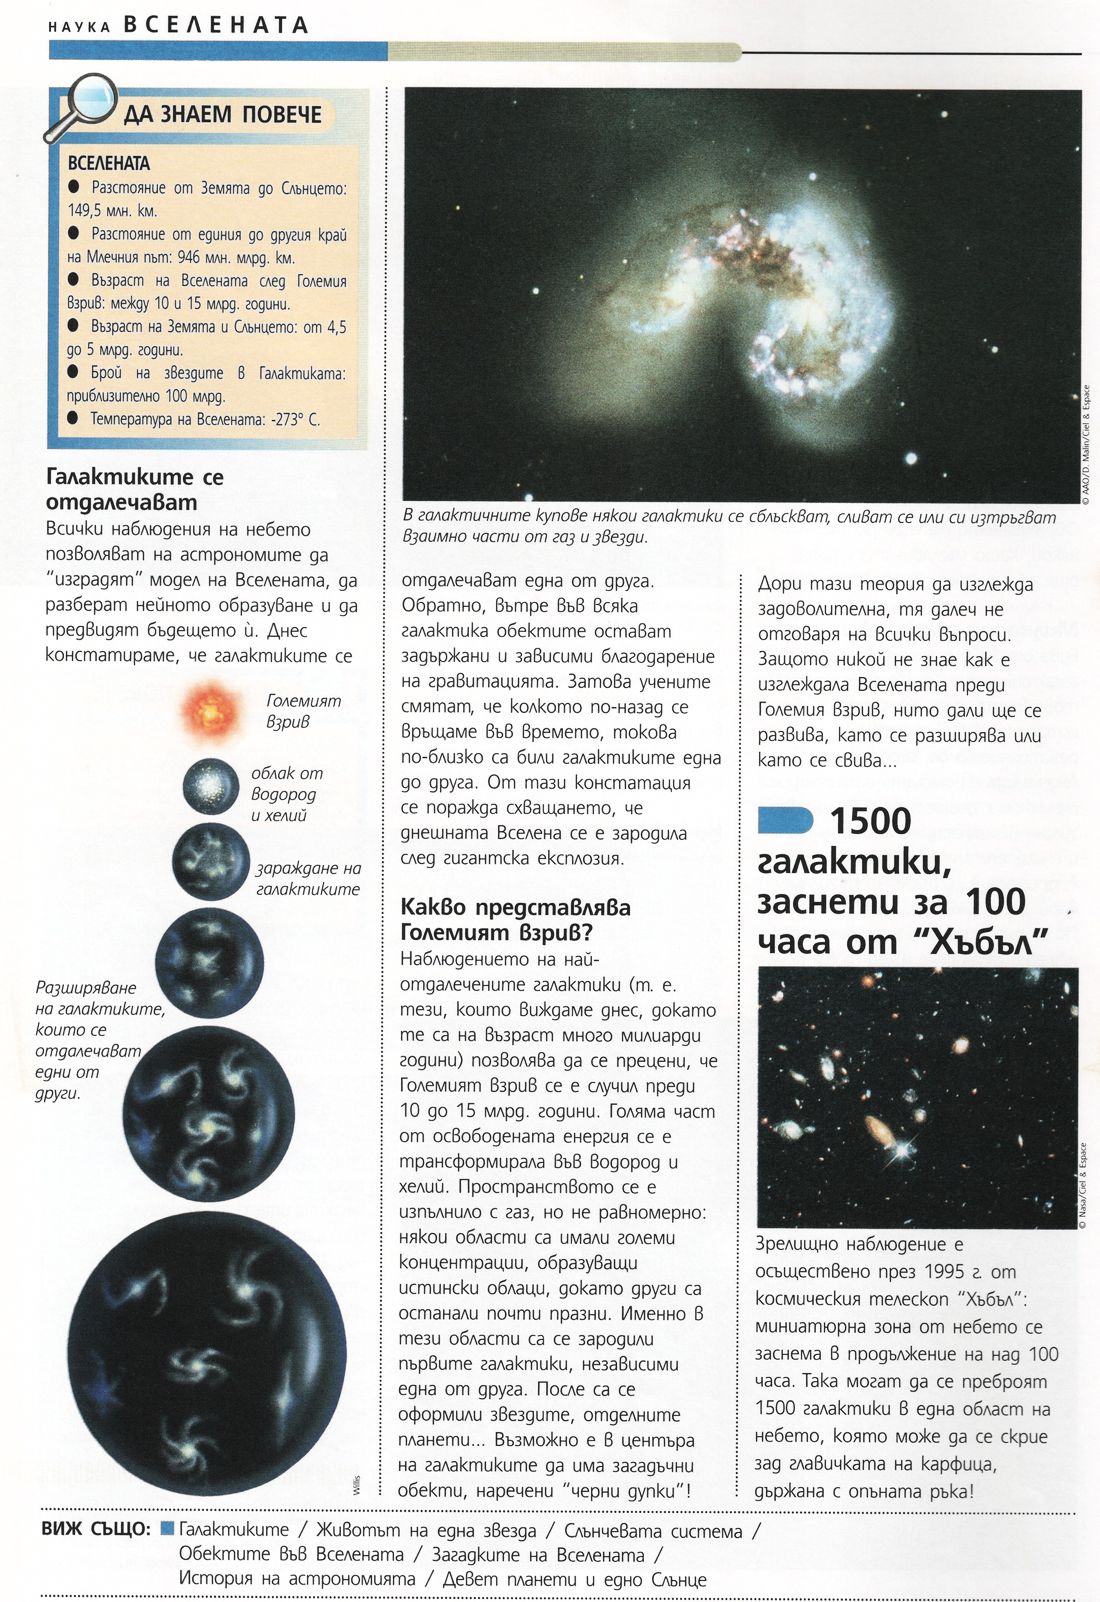 НАУКА ВСЕЛЕНАТА
ДА ЗНАЕМ ПОВЕЧЕ
ВСЕЛЕНАТА
● Разстояние от Земята до Слънцето:
149,5 млн. км.
● Разстояние от единия до другия край
на Млечния път: 946 млн. млрд. км.
● Възраст на Вселената след Големия
взрив: между 10 и 15 млрд. години.
● Възраст на Земята и Слънцето: от 4,5
до 5 млрд. години.
● Брой на звездите в Галактиката:
приблизително 100 млрд.
● Температура на Вселената: -273° С.
© AAO/D. Malin/Ciel & Espace
В галактичните купове някои галактики се сблъскват, сливат се или си изтръгват
взаимно части от газ и звезди.
Галактиките се
отдалечават
Всички наблюдения на небето
позволяват на астрономите да
“изградят” модел на Вселената, да
разберат нейното образуване и да
предвидят бъдещето ѝ. Днес
констатираме, че галактиките се
Големият
взрив
облак от
водород
и хелий
зараждане на
галактиките
Разширяване
на галактиките,
които се
отдалечават
едни от
други.
Willis
отдалечават една от друга.
Обратно, вътре във всяка
галактика обектите остават
задържани и зависими благодарение
на гравитацията. Затова учените
смятат, че колкото по-назад се
връщаме във времето, токова
по-близко са били галактиките една
до друга. От тази констатация
се поражда схващането, че
днешната Вселена се е зародила
след гигантска експлозия.
Какво представлява
Големият взрив?
Наблюдението на най-
отдалечените галактики (т. е.
тези, които виждаме днес, докато
те са на възраст много милиарди
години) позволява да се прецени, че
Големият взрив се е случил преди
10 до 15 млрд. години. Голяма част
от освободената енергия се е
трансформирала във водород и
хелий. Пространството се е
изпълнило с газ, но не равномерно:
някои области са имали големи
концентрации, образуващи
истински облаци, докато други са
останали почти празни. Именно в
тези области са се зародили
първите галактики, независими
една от друга. После са се
оформили звездите, отделните
планети... Възможно е в центъра
на галактиките да има загадъчни
обекти, наречени “черни дупки”!
Дори тази теория да изглежда
задоволителна, тя далеч не
отговаря на всички въпроси.
Защото никой не знае как е
изглеждала Вселената преди
Големия взрив, нито дали ще се
развива, като се разширява или
като се свива...
1500
галактики,
заснети за 100
часа от “Хъбъл”
© Nasa/Ciel & Espace
Зрелищно наблюдение е
осъществено през 1995 г. от
космическия телескоп “Хъбъл”:
миниатюрна зона от небето се
заснема в продължение на над 100
часа. Така могат да се преброят
1500 галактики в една област на
небето, която може да се скрие
зад главичката на карфица,
държана с опъната ръка!
ВИЖ СЪЩО: ■ Галактиките / Животът на една звезда / Слънчевата система /
Обектите във Вселената / Загадките на Вселената /
История на астрономията / Девет планети и едно Слънце